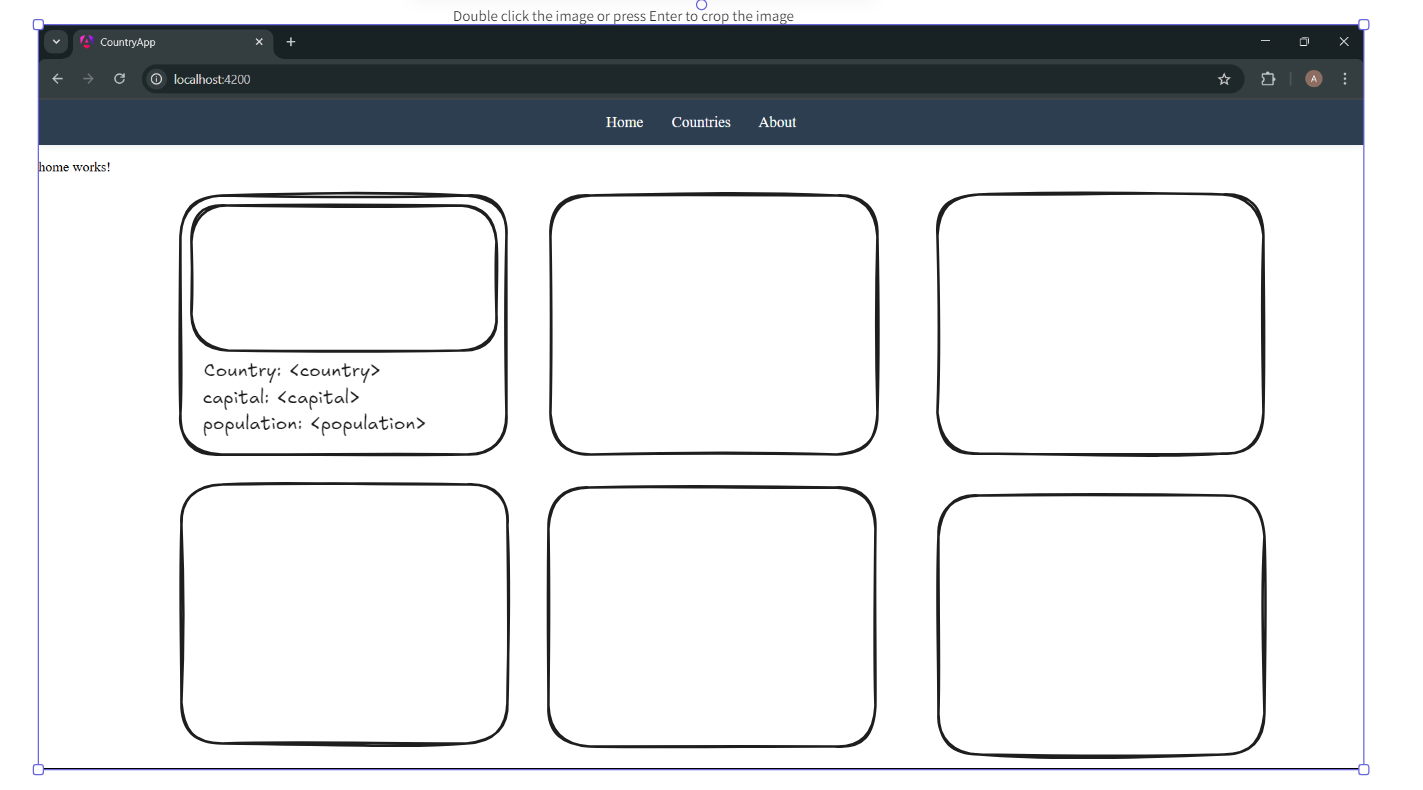 Double click the image or press Enter to crop the image
CountryApp
localhost:4200
A
Home Countries About
home works!
Country: <country>
capital: <capital>
population: <population>